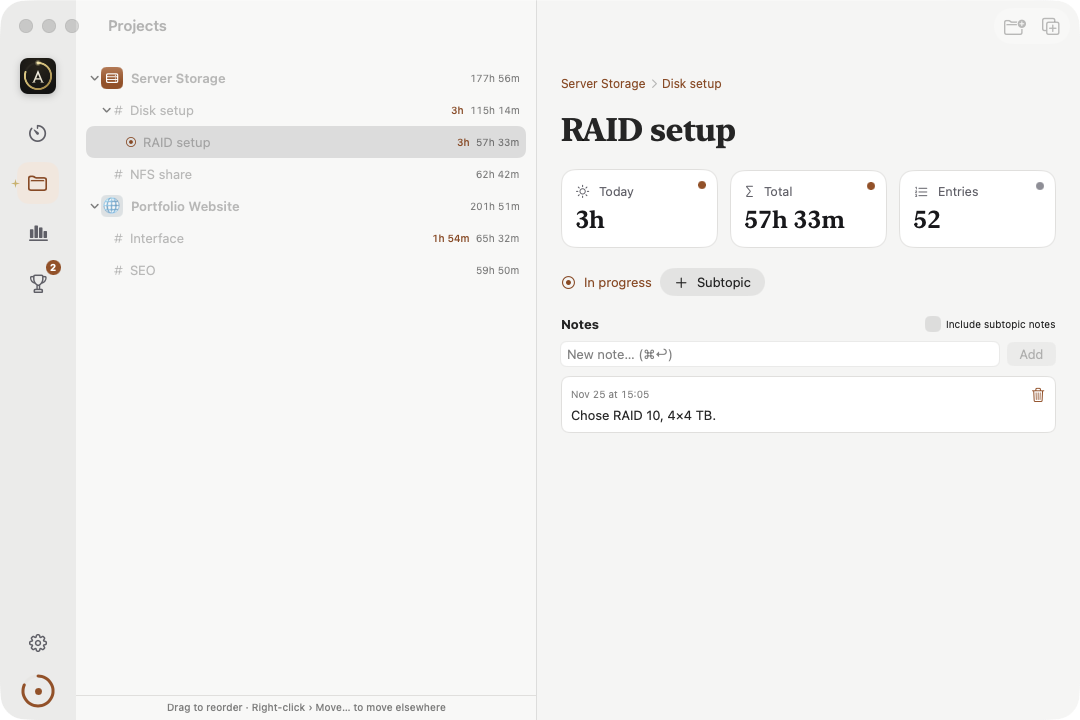 Projects
A
Server Storage 177h 56m
# Disk setup 3h 115h 14m
RAID setup 3h 57h 33m
# NFS share 62h 42m
Portfolio Website 201h 51m
# Interface 1h 54m 65h 32m
# SEO 59h 50m
2
Drag to reorder · Right-click › Move... to move elsewhere
Server Storage > Disk setup
RAID setup
Today
3h
Σ Total
57h 33m
Entries
52
In progress
+ Subtopic
Notes
Include subtopic notes
New note... (⌘↩)
Add
Nov 25 at 15:05
Chose RAID 10, 4×4 TB.